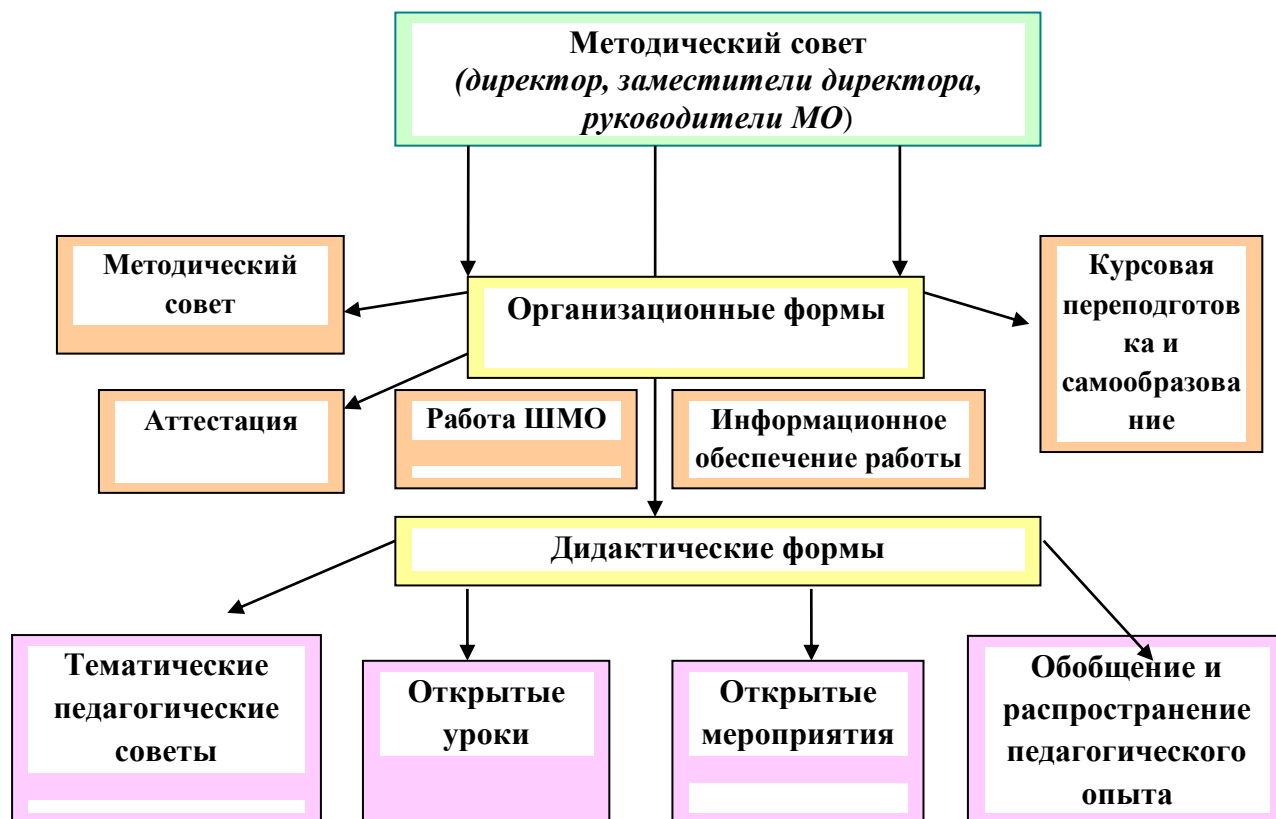 Методический совет
(директор, заместители директора,
руководители МО)
Методический
совет
Организационные формы
Курсовая
переподготов
ка и
самообразова
ние
Аттестация
Работа ШМО
Информационное
обеспечение работы
Дидактические формы
Тематические
педагогические
советы
Открытые
уроки
Открытые
мероприятия
Обобщение и
распространение
педагогического
опыта